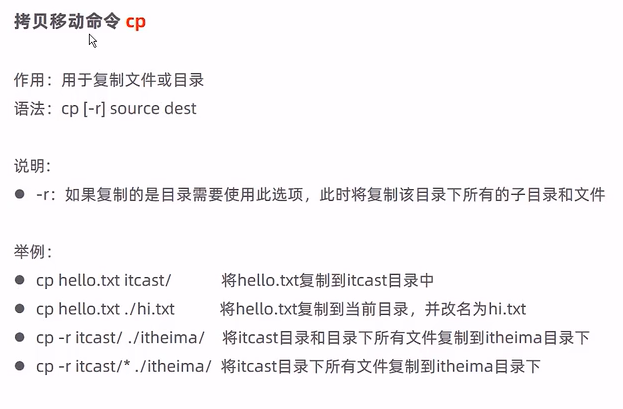 拷贝移动命令 cp
作用：用于复制文件或目录
语法：cp [-r] source dest
说明：
● -r：如果复制的是目录需要使用此选项，此时将复制该目录下所有的子目录和文件
举例：
● cp hello.txt itcast/ 将hello.txt复制到itcast目录中
● cp hello.txt ./hi.txt 将hello.txt复制到当前目录，并改名为hi.txt
● cp -r itcast/ ./itheima/ 将itcast目录和目录下所有文件复制到itheima目录下
● cp -r itcast/* ./itheima/ 将itcast目录下所有文件复制到itheima目录下